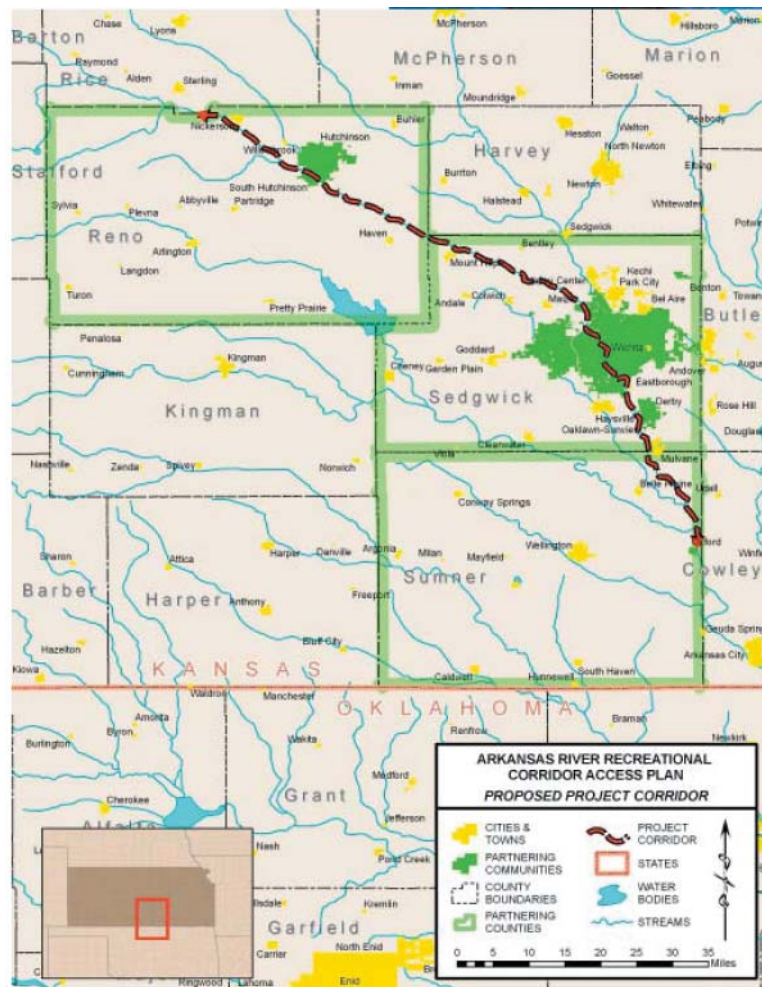 Chase
Lyons
McPherson
Hillsboro
Barton
Marion
Raymond
McPherson
Rice
Alden
Sterling
Inman
Goessel
Moundridge
Peabody
Nickerson
Hutchinson
Buhler
Hesston
Walton
North Newton
Harvey
Stafford
Burrton
Newton
South Hutchinson
Abbyville
Partridge
Halstead
Whitewater
Sylvia
Plevna
Sedgwick
Reno
Haven
Arlington
Bentley
Langdon
Kechi
Park City
Benton
Turon
Andale
Colwich
Bel Aire
Pretty Prairie
Penalosa
Goddard
Wichita
Kingman
Cheney
Garden Plain
Andover
Cunningham
Eastborough
Sedgwick
Derby
Rose Hill
Kingman
Haysville
Clearwater
Viola
Mulvane
Nashville
Zenda
Spivey
Norwich
Belle Plaine
Udall
Conway Springs
Sharon
Attica
Harper
Danville
Argonia
Milan
Mayfield
Wellington
Cowley
Barber
Harper
Anthony
Freeport
Sumner
Hazelton
Bluff City
Arkansas City
Kiowa
KANSAS
Caldwell
Hunnewell
South Haven
Waldron
Manchester
OKLAHOMA
Amorita
Braman
Byron
Burlington
Wakita
Renfrow
Newkirk
Medford
Cherokee
Grant
Jefferson
Nash
Pond Creek
Kremlin
Garfield
North Enid
Carrier
Enid
Ringwood
Lahoma
ARKANSAS RIVER RECREATIONAL
CORRIDOR ACCESS PLAN
PROPOSED PROJECT CORRIDOR
CITIES &
TOWNS
PROJECT
CORRIDOR
PARTNERING
COMMUNITIES
STATES
COUNTY
BOUNDARIES
WATER
BODIES
PARTNERING
COUNTIES
STREAMS
0 5 10 15 20 25 30 35
Miles